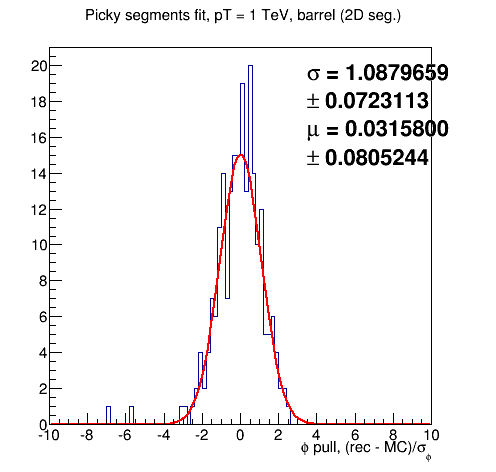 Picky segments fit, pT = 1 TeV, barrel (2D seg.)
σ = 1.0879659
± 0.0723113
μ = 0.0315800
± 0.0805244
20
18
16
14
12
10
8
6
4
2
0
-10 -8 -6 -4 -2 0 2 4 6 8 10
ϕ pull, (rec - MC)/σϕ